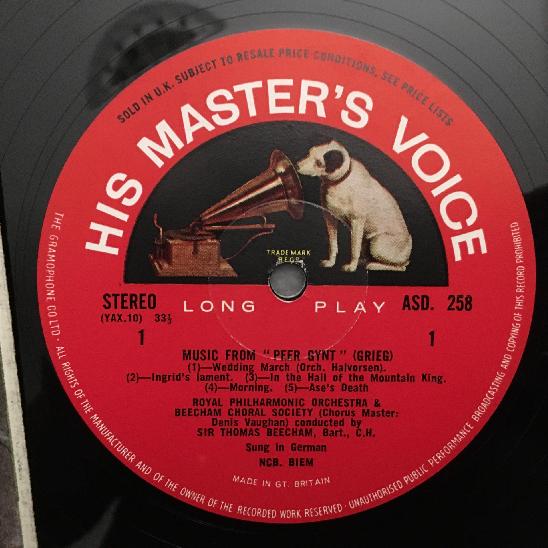 SOLD IN U.K. SUBJECT TO RESALE PRICE CONDITIONS, SEE PRICE LISTS
HIS MASTER'S VOICE
TRADE MARK
REGD
STEREO
(YAX.10) 33⅓
LONG PLAY
ASD. 258
1
1
MUSIC FROM "PEER GYNT" (GRIEG)
(1)—Wedding March (Orch. Halvorsen).
(2)—Ingrid's lament. (3)—In the Hall of the Mountain King.
(4)—Morning. (5)—Ase's Death
ROYAL PHILHARMONIC ORCHESTRA &
BEECHAM CHORAL SOCIETY (Chorus Master:
Denis Vaughan) conducted by
SIR THOMAS BEECHAM, Bart., C.H.
Sung in German
NCB. BIEM
MADE IN GT. BRITAIN
THE GRAMOPHONE CO LTD · ALL RIGHTS OF THE MANUFACTURER AND OF THE OWNER OF THE RECORDED WORK RESERVED · UNAUTHORISED PUBLIC PERFORMANCE BROADCASTING AND COPYING OF THIS RECORD PROHIBITED